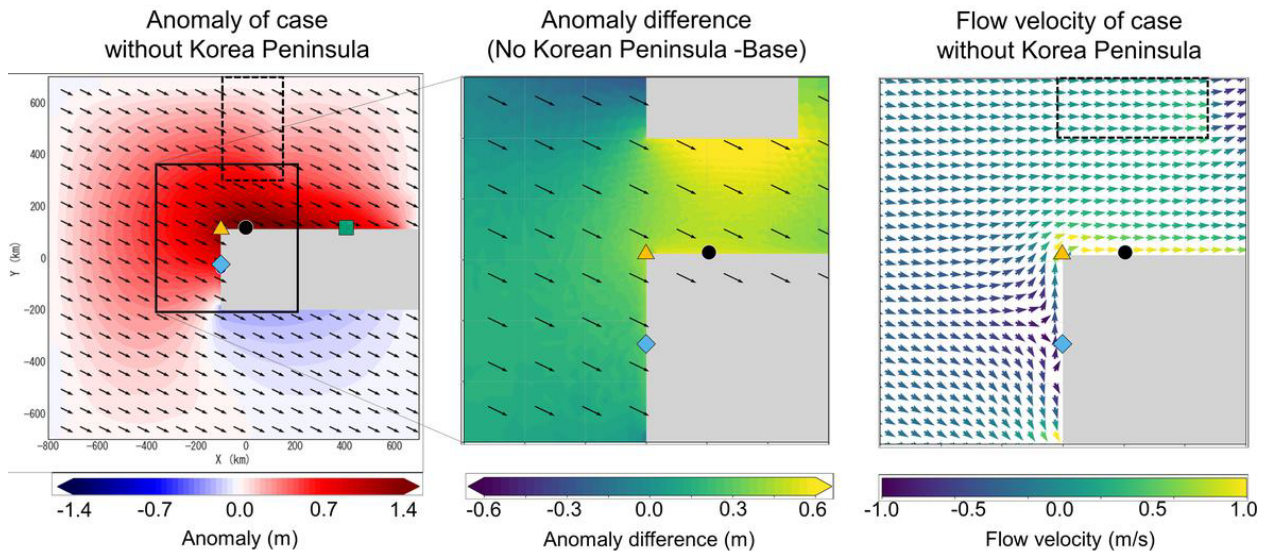 Anomaly of case
without Korea Peninsula
Anomaly difference
(No Korean Peninsula -Base)
Flow velocity of case
without Korea Peninsula
600
400
200
0
-200
-400
-600
Y (km)
-800 -600 -400 -200 0 200 400 600
X (km)
-1.4 -0.7 0.0 0.7 1.4
Anomaly (m)
-0.6 -0.3 0.0 0.3 0.6
Anomaly difference (m)
-1.0 -0.5 0.0 0.5 1.0
Flow velocity (m/s)